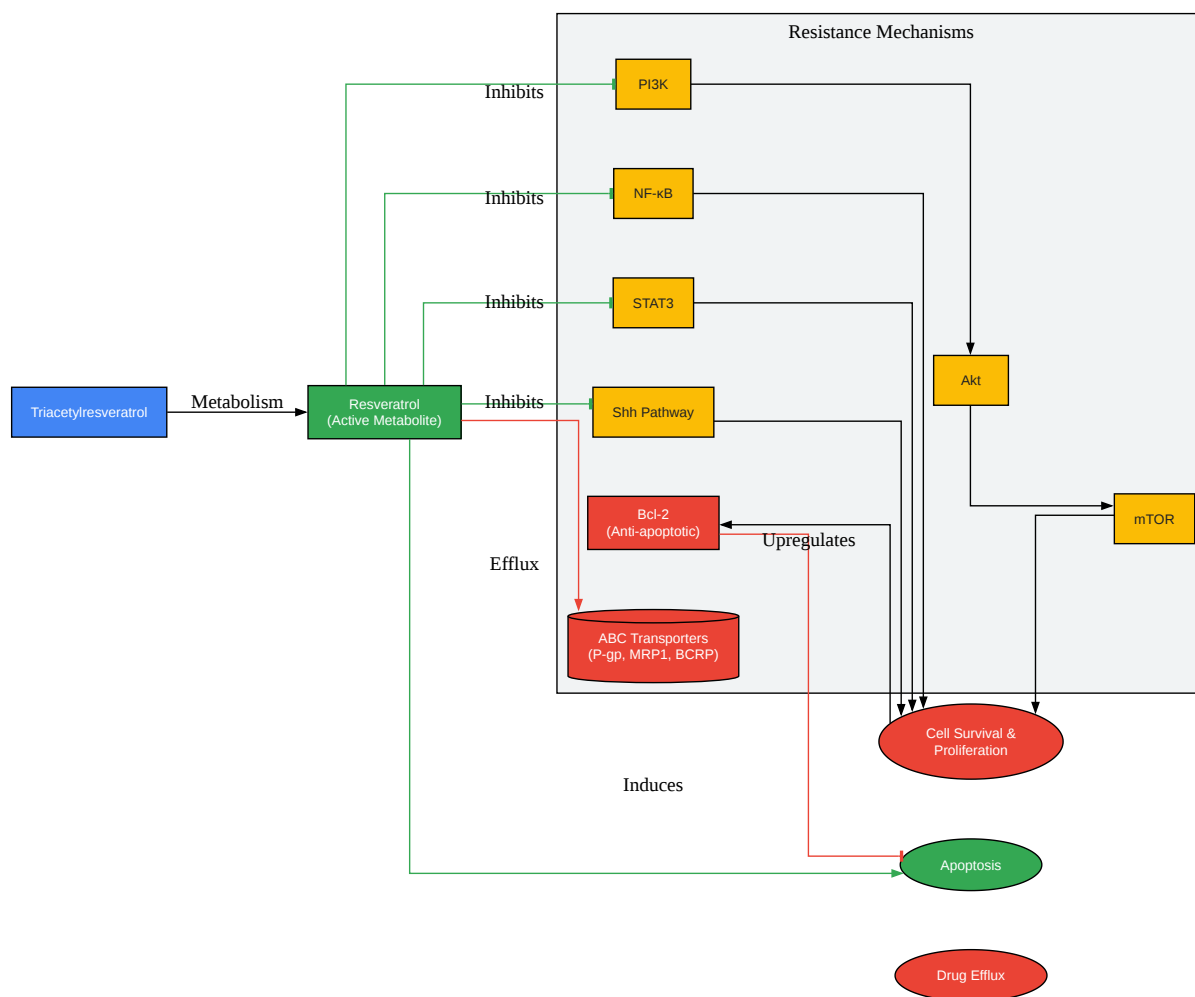 Resistance Mechanisms
PI3K
Inhibits
NF-κB
Inhibits
STAT3
Inhibits
Akt
Triacetylresveratrol
Metabolism
Resveratrol
(Active Metabolite)
Inhibits
Shh Pathway
mTOR
Bcl-2
(Anti-apoptotic)
Upregulates
Efflux
ABC Transporters
(P-gp, MRP1, BCRP)
Cell Survival &
Proliferation
Induces
Apoptosis
Drug Efflux